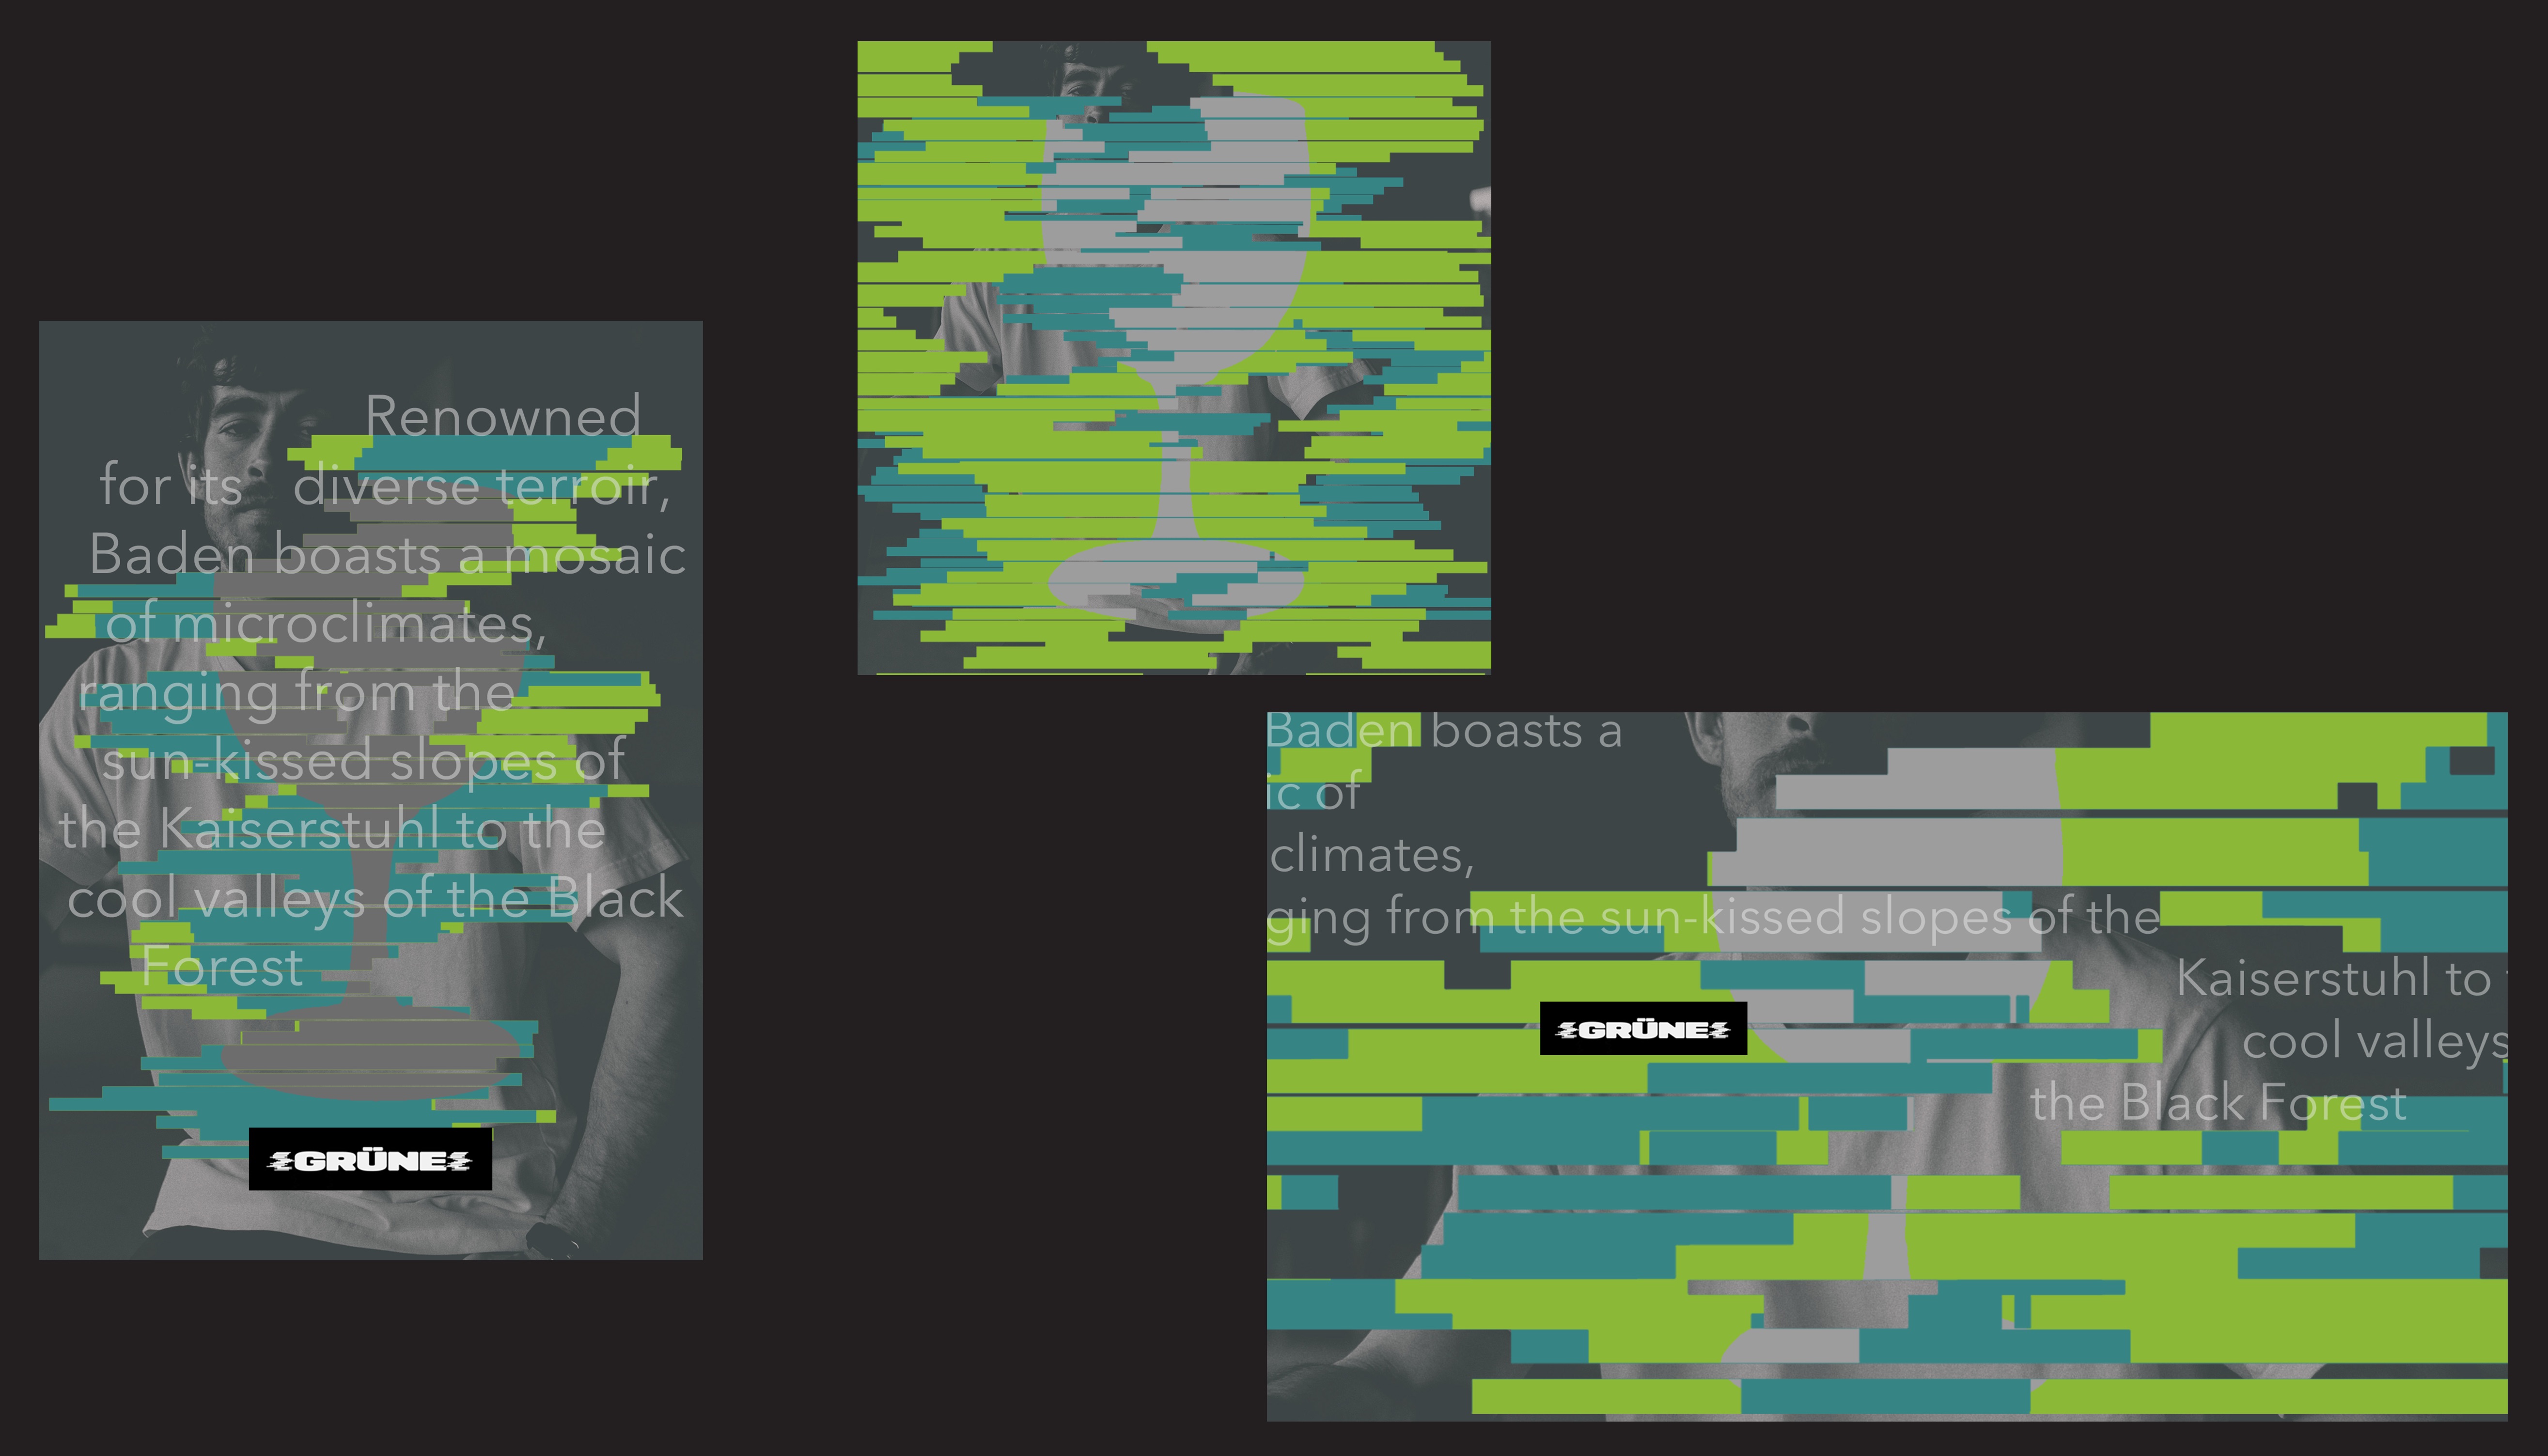 Renowned
for its diverse terroir,
Baden boasts a mosaic
of microclimates,
ranging from the
sun-kissed slopes of
the Kaiserstuhl to the
cool valleys of the Black
Forest
GRÜNE
Baden boasts a
ic of
climates,
ging from the sun-kissed slopes of the
Kaiserstuhl to
cool valleys
the Black Forest
GRÜNE